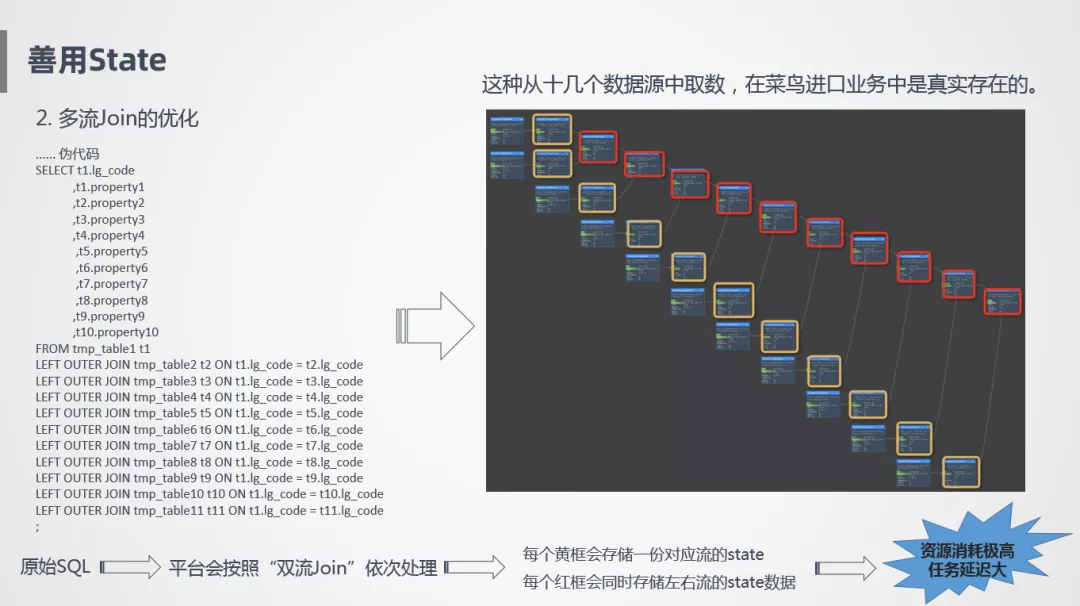 善用State
2. 多流Join的优化
...... 伪代码
SELECT t1.lg_code
,t1.property1
,t2.property2
,t3.property3
,t4.property4
,t5.property5
,t6.property6
,t7.property7
,t8.property8
,t9.property9
,t10.property10
FROM tmp_table1 t1
LEFT OUTER JOIN tmp_table2 t2 ON t1.lg_code = t2.lg_code
LEFT OUTER JOIN tmp_table3 t3 ON t1.lg_code = t3.lg_code
LEFT OUTER JOIN tmp_table4 t4 ON t1.lg_code = t4.lg_code
LEFT OUTER JOIN tmp_table5 t5 ON t1.lg_code = t5.lg_code
LEFT OUTER JOIN tmp_table6 t6 ON t1.lg_code = t6.lg_code
LEFT OUTER JOIN tmp_table7 t7 ON t1.lg_code = t7.lg_code
LEFT OUTER JOIN tmp_table8 t8 ON t1.lg_code = t8.lg_code
LEFT OUTER JOIN tmp_table9 t9 ON t1.lg_code = t9.lg_code
LEFT OUTER JOIN tmp_table10 t10 ON t1.lg_code = t10.lg_code
LEFT OUTER JOIN tmp_table11 t11 ON t1.lg_code = t11.lg_code
;
这种从十几个数据源中取数，在菜鸟进口业务中是真实存在的。
原始SQL
平台会按照“双流Join”依次处理
每个黄框会存储一份对应流的state
每个红框会同时存储左右流的state数据
资源消耗极高
任务延迟大